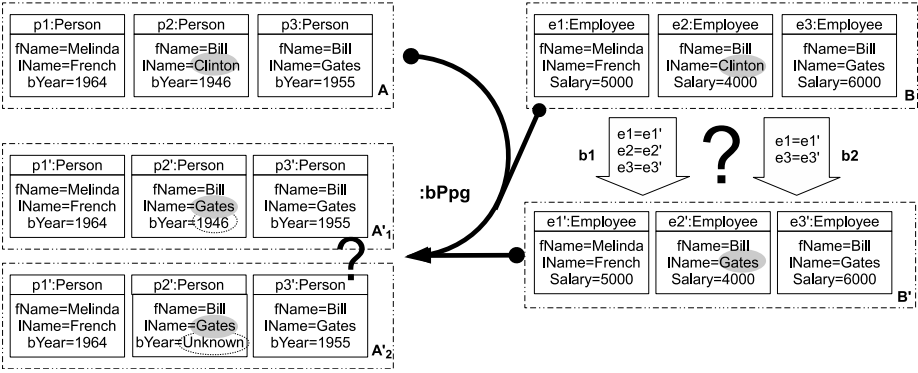 p1:Person
fName=Melinda
lName=French
bYear=1964
p2:Person
fName=Bill
lName=Clinton
bYear=1946
p3:Person
fName=Bill
lName=Gates
bYear=1955
A
e1:Employee
fName=Melinda
lName=French
Salary=5000
e2:Employee
fName=Bill
lName=Clinton
Salary=4000
e3:Employee
fName=Bill
lName=Gates
Salary=6000
B
p1':Person
fName=Melinda
lName=French
bYear=1964
p2':Person
fName=Bill
lName=Gates
bYear=1946
p3':Person
fName=Bill
lName=Gates
bYear=1955
A'1
:bPpg
b1
e1=e1'
e2=e2'
e3=e3'
?
e1=e1'
e3=e3'
b2
?
p1':Person
fName=Melinda
lName=French
bYear=1964
p2':Person
fName=Bill
lName=Gates
bYear=Unknown
p3':Person
fName=Bill
lName=Gates
bYear=1955
A'2
e1':Employee
fName=Melinda
lName=French
Salary=5000
e2':Employee
fName=Bill
lName=Gates
Salary=4000
e3':Employee
fName=Bill
lName=Gates
Salary=6000
B'